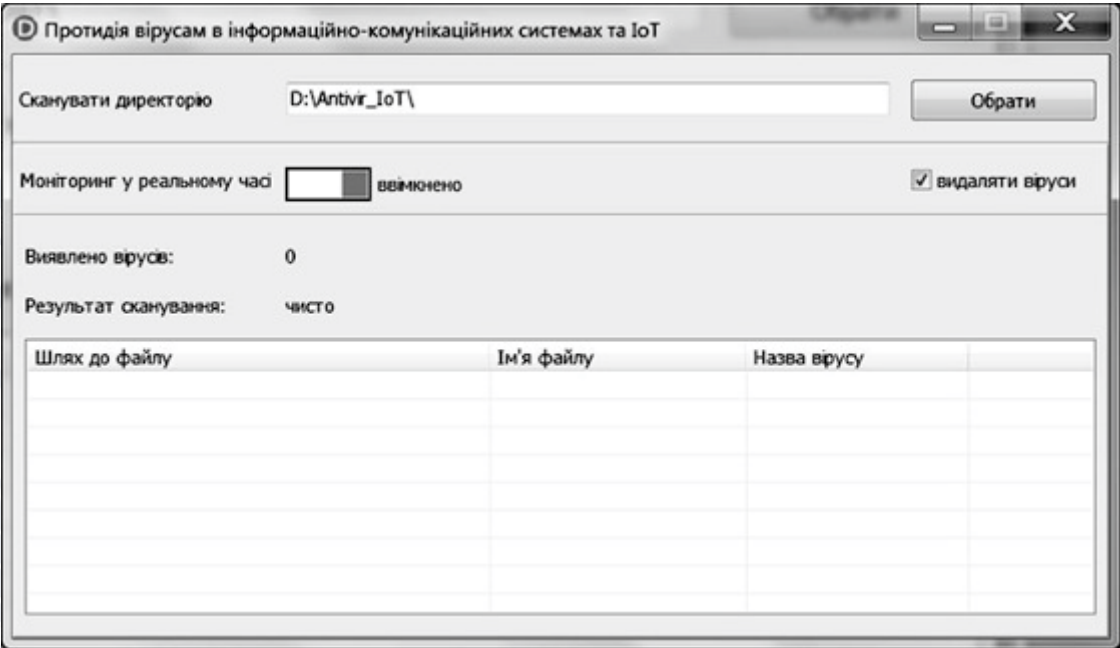 Протидія вірусам в інформаційно-комунікаційних системах та IoT
Сканувати директорію D:\Antivir_IoT\ Обрати
Моніторинг у реальному часі ввімкнено видаляти віруси
Виявлено вірусів: 0
Результат сканування: чисто
Шлях до файлу Ім'я файлу Назва вірусу